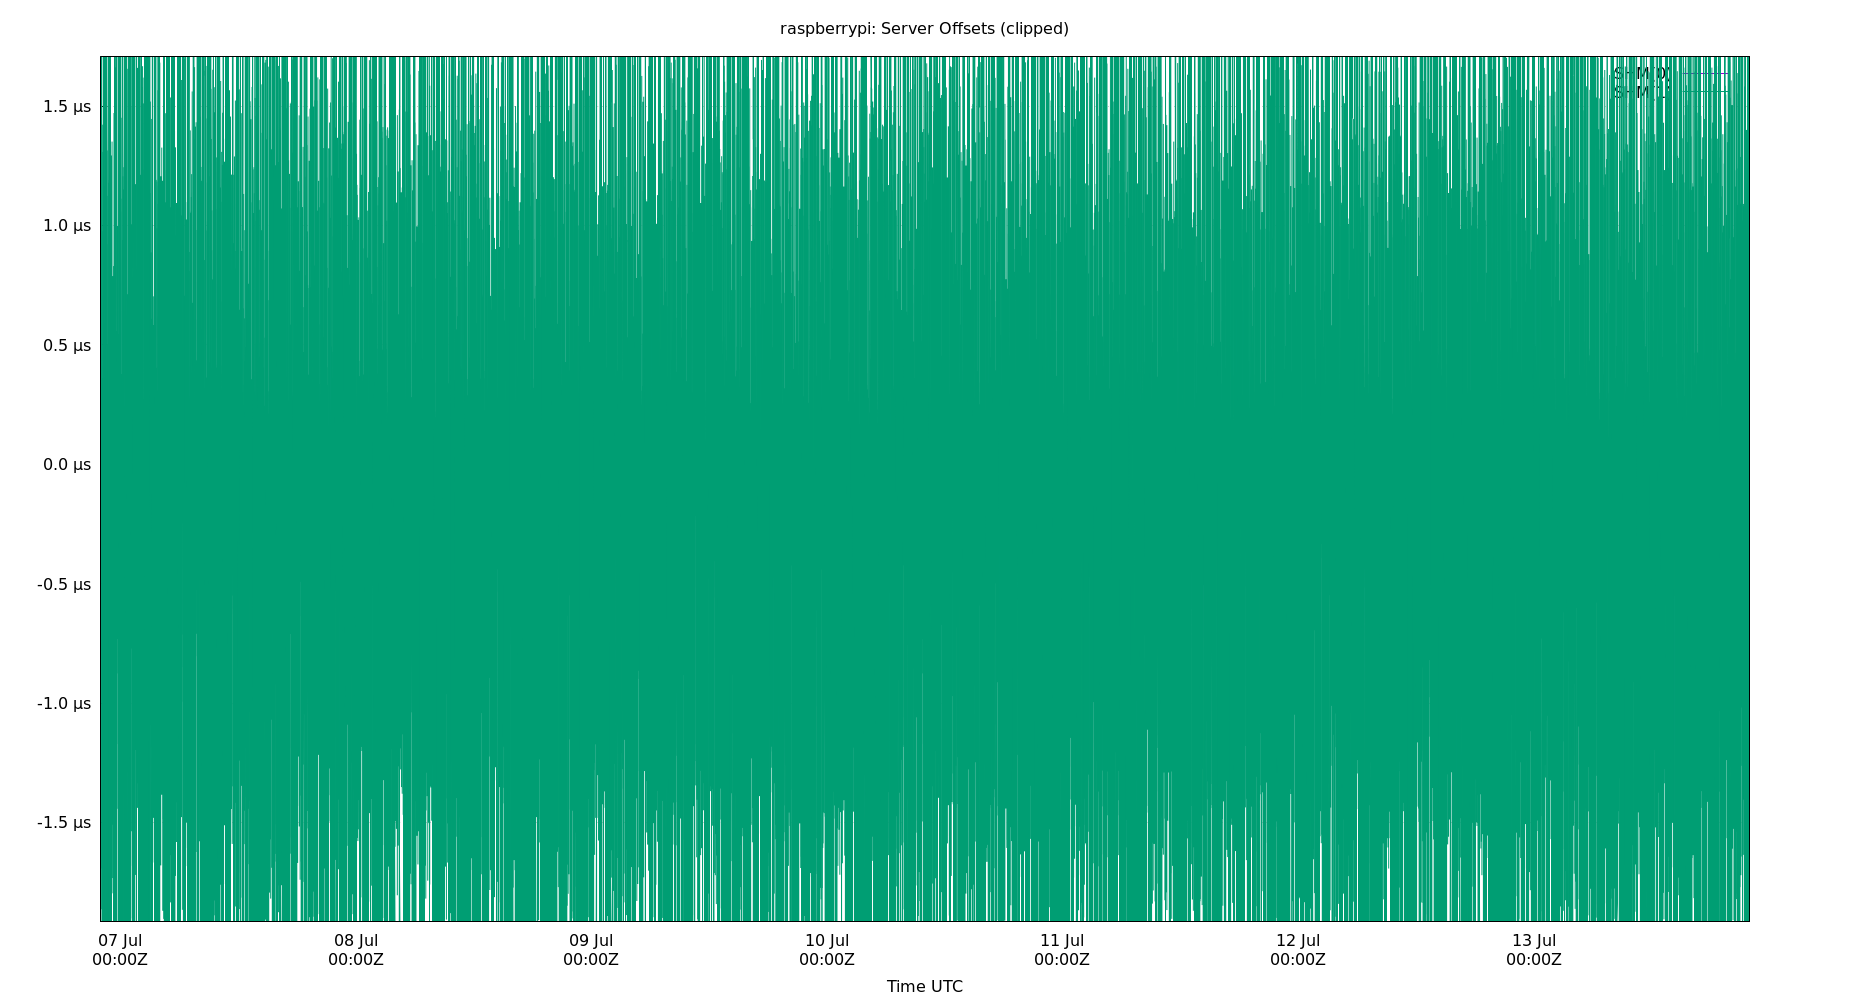 raspberrypi: Server Offsets (clipped)
SHM(0)
1.5 µs
1.0 µs
0.5 µs
0.0 µs
-0.5 µs
-1.0 µs
-1.5 µs
07 Jul 08 Jul 09 Jul 10 Jul 11 Jul 12 Jul 13 Jul
00:00Z 00:00Z 00:00Z 00:00Z 00:00Z 00:00Z 00:00Z
Time UTC